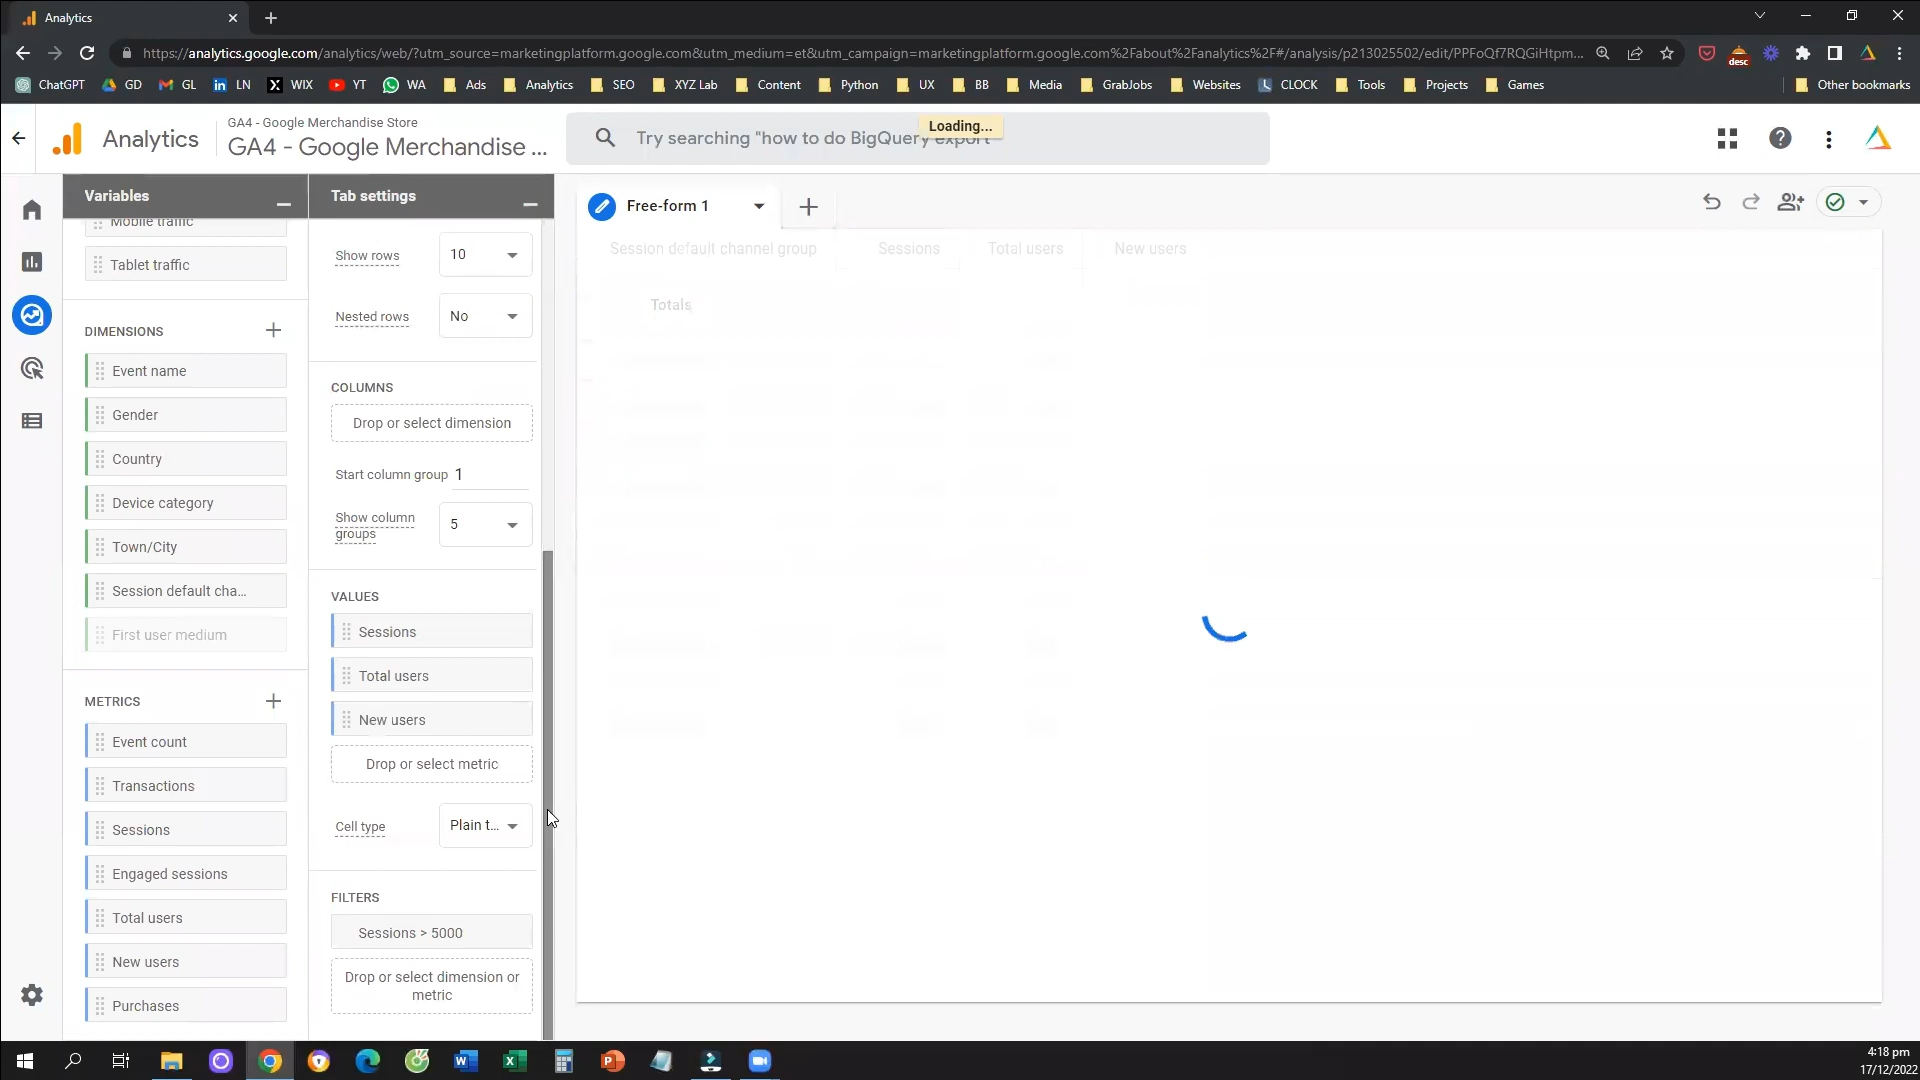 Analytics
https://analytics.google.com/analytics/web/?utm_source=marketingplatform.google.com&utm_medium=et&utm_campaign=marketingplatform.google.com%2Fabout%2Fanalytics%2F#/analysis/p213025502/edit/PPFoQf7RQGiHtpm...
desc
ChatGPT GD GL LN WIX YT WA Ads Analytics SEO XYZ Lab Content Python UX BB Media GrabJobs Websites CLOCK Tools Projects Games Other bookmarks
Analytics
GA4 - Google Merchandise Store
GA4 - Google Merchandise ...
Try searching "how to do BigQuery export"
Loading...
Variables
Mobile traffic
Tablet traffic
DIMENSIONS
Event name
Gender
Country
Device category
Town/City
Session default cha...
First user medium
METRICS
Event count
Transactions
Sessions
Engaged sessions
Total users
New users
Purchases
Tab settings
Show rows 10
Nested rows No
COLUMNS
Drop or select dimension
Start column group 1
Show column groups 5
VALUES
Sessions
Total users
New users
Drop or select metric
Cell type Plain t...
FILTERS
Sessions > 5000
Drop or select dimension or
metric
Free-form 1
Session default channel group Sessions Total users New users
Totals
4:18 pm
17/12/2022